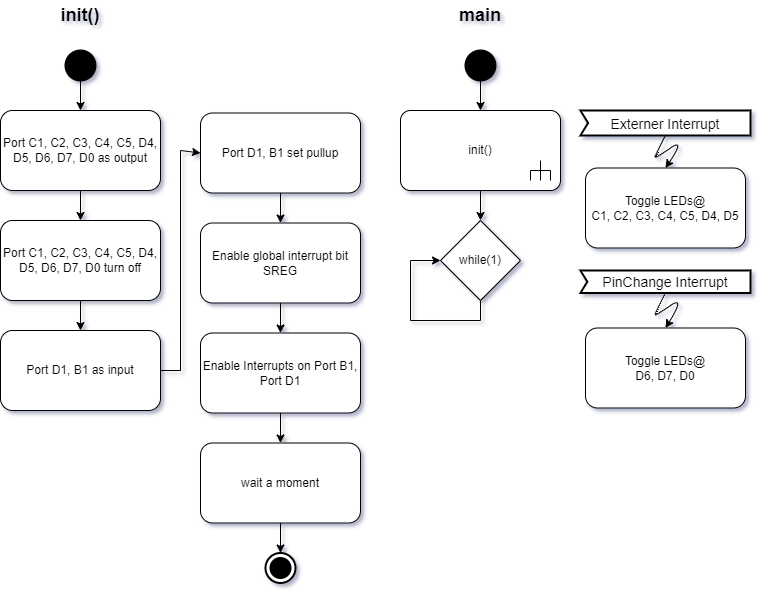 init()
Port C1, C2, C3, C4, C5, D4,
D5, D6, D7, D0 as output
Port C1, C2, C3, C4, C5, D4,
D5, D6, D7, D0 turn off
Port D1, B1 as input
Port D1, B1 set pullup
Enable global interrupt bit
SREG
Enable Interrupts on Port B1,
Port D1
wait a moment
main
init()
while(1)
Externer Interrupt
Toggle LEDs@
C1, C2, C3, C4, C5, D4, D5
PinChange Interrupt
Toggle LEDs@
D6, D7, D0